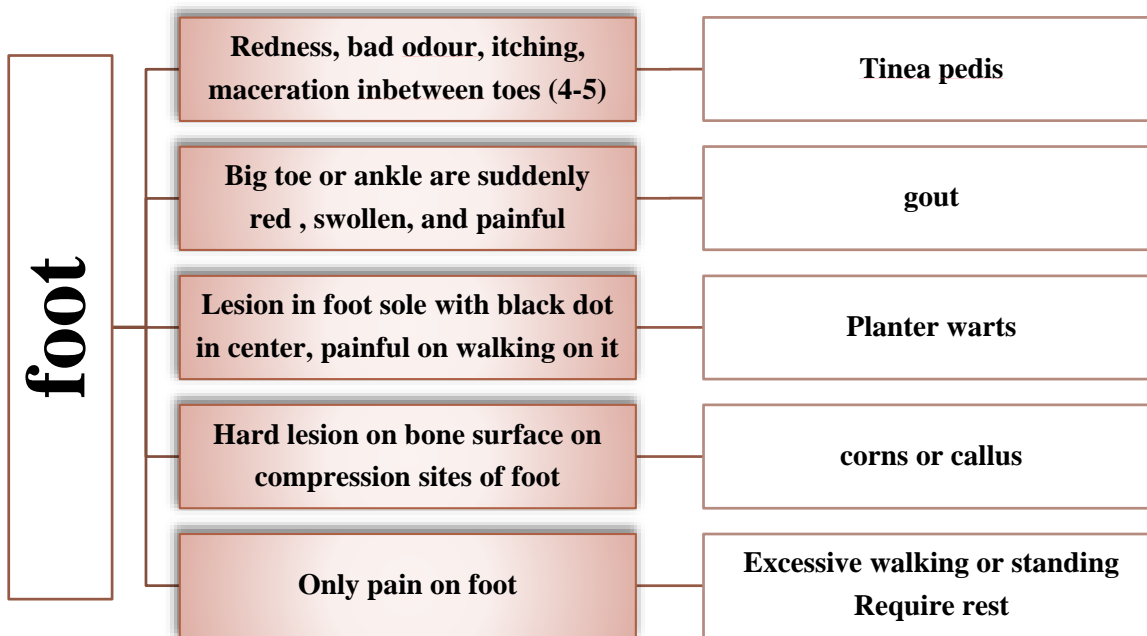 foot
Redness, bad odour, itching,
maceration inbetween toes (4-5)
Tinea pedis
Big toe or ankle are suddenly
red , swollen, and painful
gout
Lesion in foot sole with black dot
in center, painful on walking on it
Planter warts
Hard lesion on bone surface on
compression sites of foot
corns or callus
Only pain on foot
Excessive walking or standing
Require rest